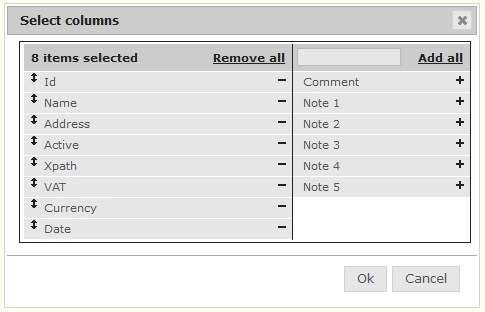 Select columns
8 items selected Remove all Add all
Id Comment
Name Note 1
Address Note 2
Active Note 3
Xpath Note 4
VAT Note 5
Currency
Date
Ok Cancel